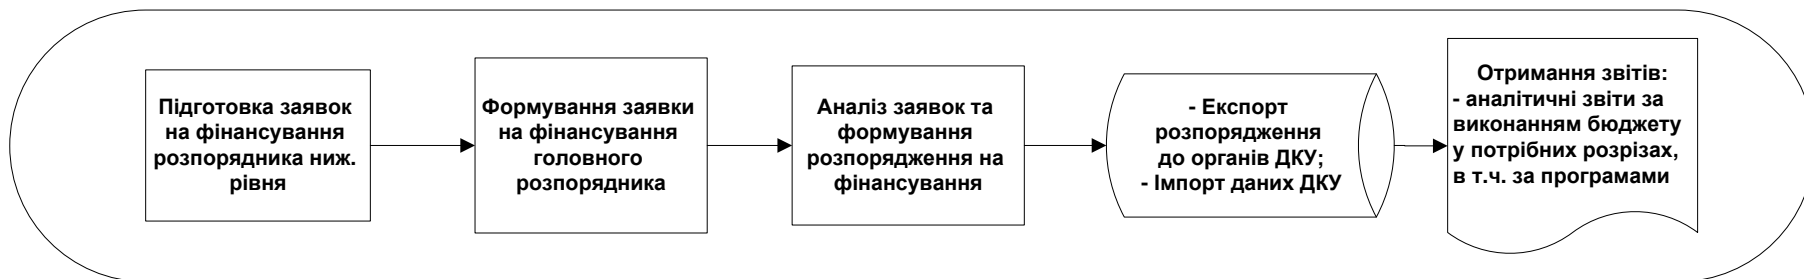 Підготовка заявок
на фінансування
розпорядника ниж.
рівня
Формування заявки
на фінансування
головного
розпорядника
Аналіз заявок та
формування
розпорядження на
фінансування
- Експорт
розпорядження
до органів ДКУ;
- Імпорт даних ДКУ
Отримання звітів:
- аналітичні звіти за
виконанням бюджету
у потрібних розрізах,
в т.ч. за програмами